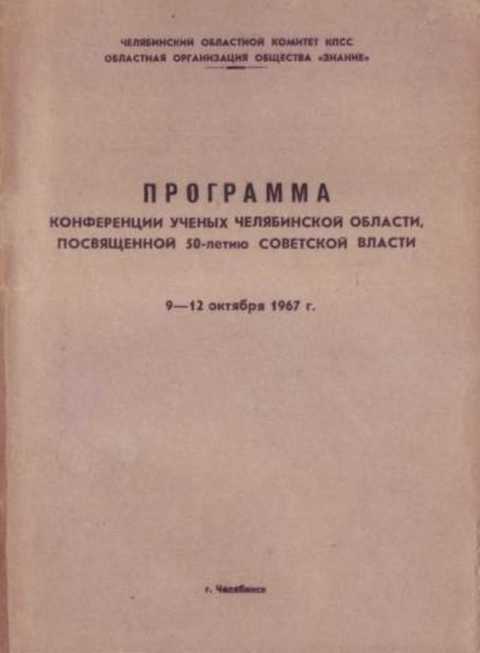 ЧЕЛЯБИНСКИЙ ОБЛАСТНОЙ КОМИТЕТ КПСС
ОБЛАСТНАЯ ОРГАНИЗАЦИЯ ОБЩЕСТВА «ЗНАНИЕ»
ПРОГРАММА
КОНФЕРЕНЦИИ УЧЕНЫХ ЧЕЛЯБИНСКОЙ ОБЛАСТИ,
ПОСВЯЩЕННОЙ 50-летию СОВЕТСКОЙ ВЛАСТИ
9—12 октября 1967 г.
г. Челябинск